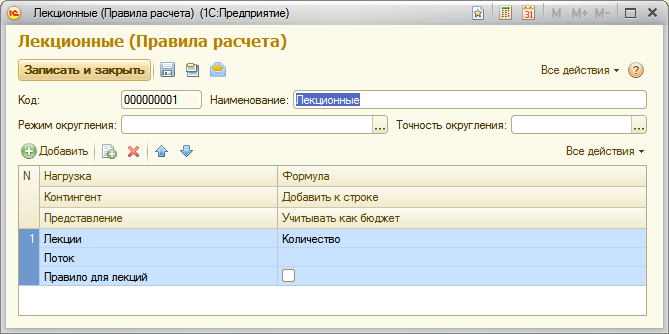 Лекционные (Правила расчета) (1С:Предприятие)
M M+ M-
Лекционные (Правила расчета)
Записать и закрыть Все действия ?
Код: 000000001 Наименование: Лекционные
Режим округления: ... Точность округления: ...
Добавить Все действия
N Нагрузка Формула
Контингент Добавить к строке
Представление Учитывать как бюджет
1 Лекции Количество
Поток
Правило для лекций